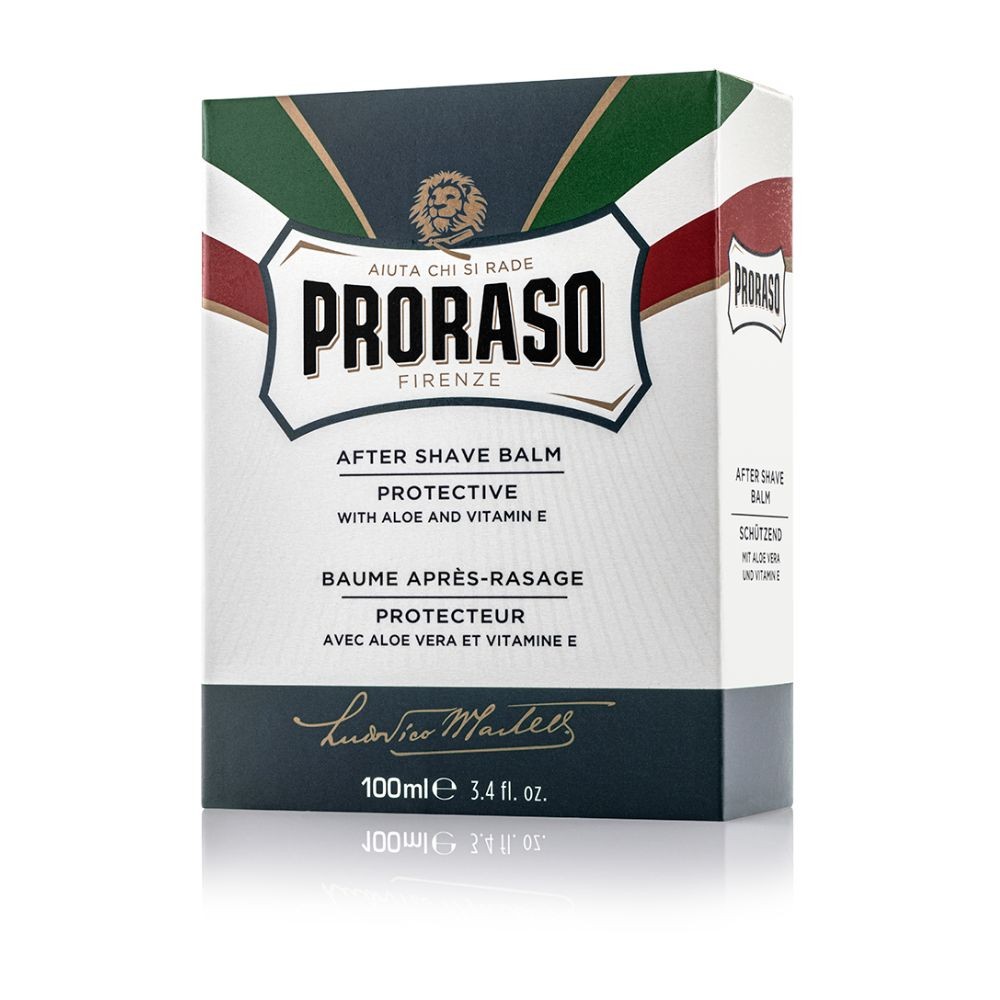 AIUTA CHI SI RADE
PRORASO
FIRENZE
AFTER SHAVE BALM
PROTECTIVE
WITH ALOE AND VITAMIN E
BAUME APRÈS-RASAGE
PROTECTEUR
AVEC ALOE VERA ET VITAMINE E
Ludovico Martelli
100ml℮ 3.4 fl. oz.
PRORASO
AFTER SHAVE
BALM
SCHÜTZEND
MIT ALOE VERA
UND VITAMIN E